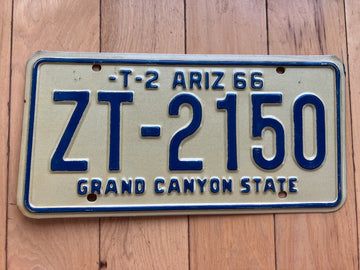 -T-2 ARIZ 66
ZT-2150
GRAND CANYON STATE